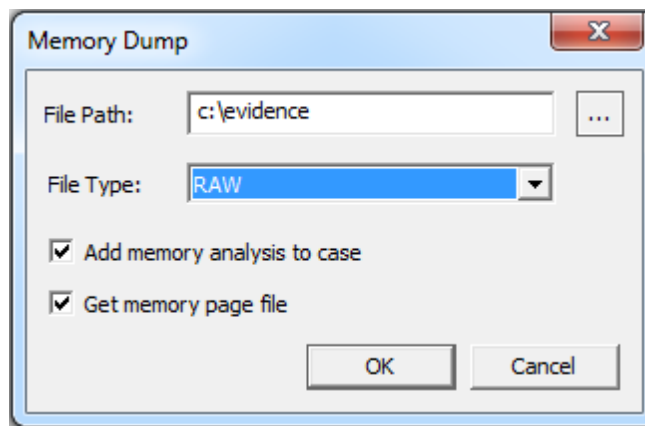 Memory Dump
File Path: c:\evidence ...
File Type: RAW
Add memory analysis to case
Get memory page file
OK Cancel